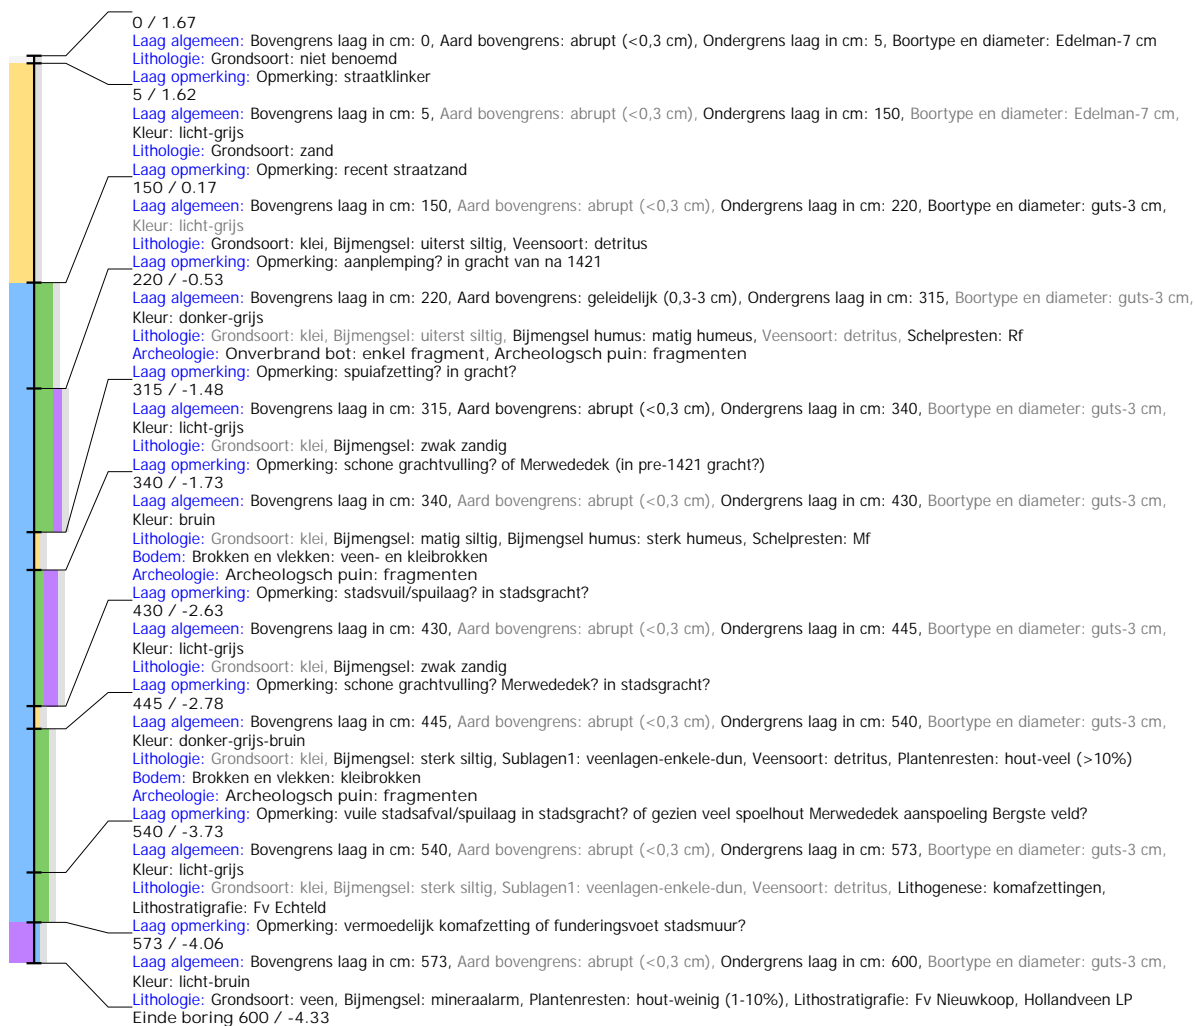 0 / 1.67
Laag algemeen: Bovengrens laag in cm: 0, Aard bovengrens: abrupt (<0,3 cm), Ondergrens laag in cm: 5, Boortype en diameter: Edelman-7 cm
Lithologie: Grondsoort: niet benoemd
Laag opmerking: Opmerking: straatklinker
5 / 1.62
Laag algemeen: Bovengrens laag in cm: 5, Aard bovengrens: abrupt (<0,3 cm), Ondergrens laag in cm: 150, Boortype en diameter: Edelman-7 cm,
Kleur: licht-grijs
Lithologie: Grondsoort: zand
Laag opmerking: Opmerking: recent straatzand
150 / 0.17
Laag algemeen: Bovengrens laag in cm: 150, Aard bovengrens: abrupt (<0,3 cm), Ondergrens laag in cm: 220, Boortype en diameter: guts-3 cm,
Kleur: licht-grijs
Lithologie: Grondsoort: klei, Bijmengsel: uiterst siltig, Veensoort: detritus
Laag opmerking: Opmerking: aanplemping? in gracht van na 1421
220 / -0.53
Laag algemeen: Bovengrens laag in cm: 220, Aard bovengrens: geleidelijk (0,3-3 cm), Ondergrens laag in cm: 315, Boortype en diameter: guts-3 cm,
Kleur: donker-grijs
Lithologie: Grondsoort: klei, Bijmengsel: uiterst siltig, Bijmengsel humus: matig humeus, Veensoort: detritus, Schelpresten: Rf
Archeologie: Onverbrand bot: enkel fragment, Archeologsch puin: fragmenten
Laag opmerking: Opmerking: spuiafzetting? in gracht?
315 / -1.48
Laag algemeen: Bovengrens laag in cm: 315, Aard bovengrens: abrupt (<0,3 cm), Ondergrens laag in cm: 340, Boortype en diameter: guts-3 cm,
Kleur: licht-grijs
Lithologie: Grondsoort: klei, Bijmengsel: zwak zandig
Laag opmerking: Opmerking: schone grachtvulling? of Merwededek (in pre-1421 gracht?)
340 / -1.73
Laag algemeen: Bovengrens laag in cm: 340, Aard bovengrens: abrupt (<0,3 cm), Ondergrens laag in cm: 430, Boortype en diameter: guts-3 cm,
Kleur: bruin
Lithologie: Grondsoort: klei, Bijmengsel: matig siltig, Bijmengsel humus: sterk humeus, Schelpresten: Mf
Bodem: Brokken en vlekken: veen- en kleibrokken
Archeologie: Archeologsch puin: fragmenten
Laag opmerking: Opmerking: stadsvuil/spuilaag? in stadsgracht?
430 / -2.63
Laag algemeen: Bovengrens laag in cm: 430, Aard bovengrens: abrupt (<0,3 cm), Ondergrens laag in cm: 445, Boortype en diameter: guts-3 cm,
Kleur: licht-grijs
Lithologie: Grondsoort: klei, Bijmengsel: zwak zandig
Laag opmerking: Opmerking: schone grachtvulling? Merwededek? in stadsgracht?
445 / -2.78
Laag algemeen: Bovengrens laag in cm: 445, Aard bovengrens: abrupt (<0,3 cm), Ondergrens laag in cm: 540, Boortype en diameter: guts-3 cm,
Kleur: donker-grijs-bruin
Lithologie: Grondsoort: klei, Bijmengsel: sterk siltig, Sublagen1: veenlagen-enkele-dun, Veensoort: detritus, Plantenresten: hout-veel (>10%)
Bodem: Brokken en vlekken: kleibrokken
Archeologie: Archeologsch puin: fragmenten
Laag opmerking: Opmerking: vuile stadsafval/spuilaag in stadsgracht? of gezien veel spoelhout Merwededek aanspoeling Bergste veld?
540 / -3.73
Laag algemeen: Bovengrens laag in cm: 540, Aard bovengrens: abrupt (<0,3 cm), Ondergrens laag in cm: 573, Boortype en diameter: guts-3 cm,
Kleur: licht-grijs
Lithologie: Grondsoort: klei, Bijmengsel: sterk siltig, Sublagen1: veenlagen-enkele-dun, Veensoort: detritus, Lithogenese: komafzettingen,
Lithostratigrafie: Fv Echteld
Laag opmerking: Opmerking: vermoedelijk komafzetting of funderingsvoet stadsmuur?
573 / -4.06
Laag algemeen: Bovengrens laag in cm: 573, Aard bovengrens: abrupt (<0,3 cm), Ondergrens laag in cm: 600, Boortype en diameter: guts-3 cm,
Kleur: licht-bruin
Lithologie: Grondsoort: veen, Bijmengsel: mineraalarm, Plantenresten: hout-weinig (1-10%), Lithostratigrafie: Fv Nieuwkoop, Hollandveen LP
Einde boring 600 / -4.33